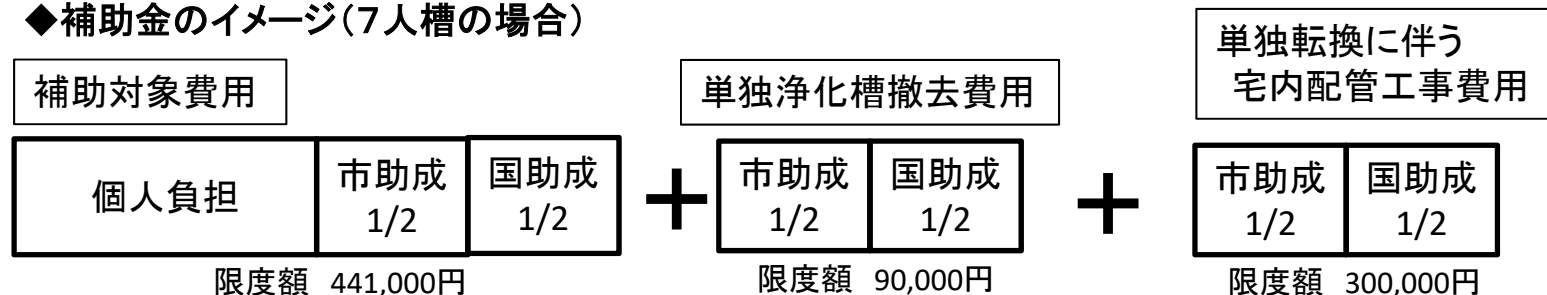 ◆補助金のイメージ（７人槽の場合）
補助対象費用
個人負担
市助成
1/2
国助成
1/2
限度額 441,000円
＋
単独浄化槽撤去費用
市助成
1/2
国助成
1/2
限度額 90,000円
＋
単独転換に伴う
宅内配管工事費用
市助成
1/2
国助成
1/2
限度額 300,000円